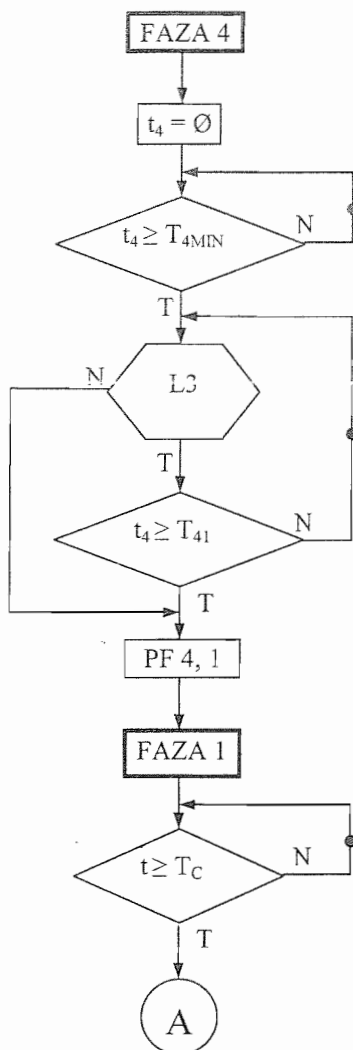 FAZA 4
t₄ = Ø
t₄ ≥ T₄MIN
N
T
N
L3
T
t₄ ≥ T₄₁
N
T
PF 4, 1
FAZA 1
t ≥ T_C
N
T
A